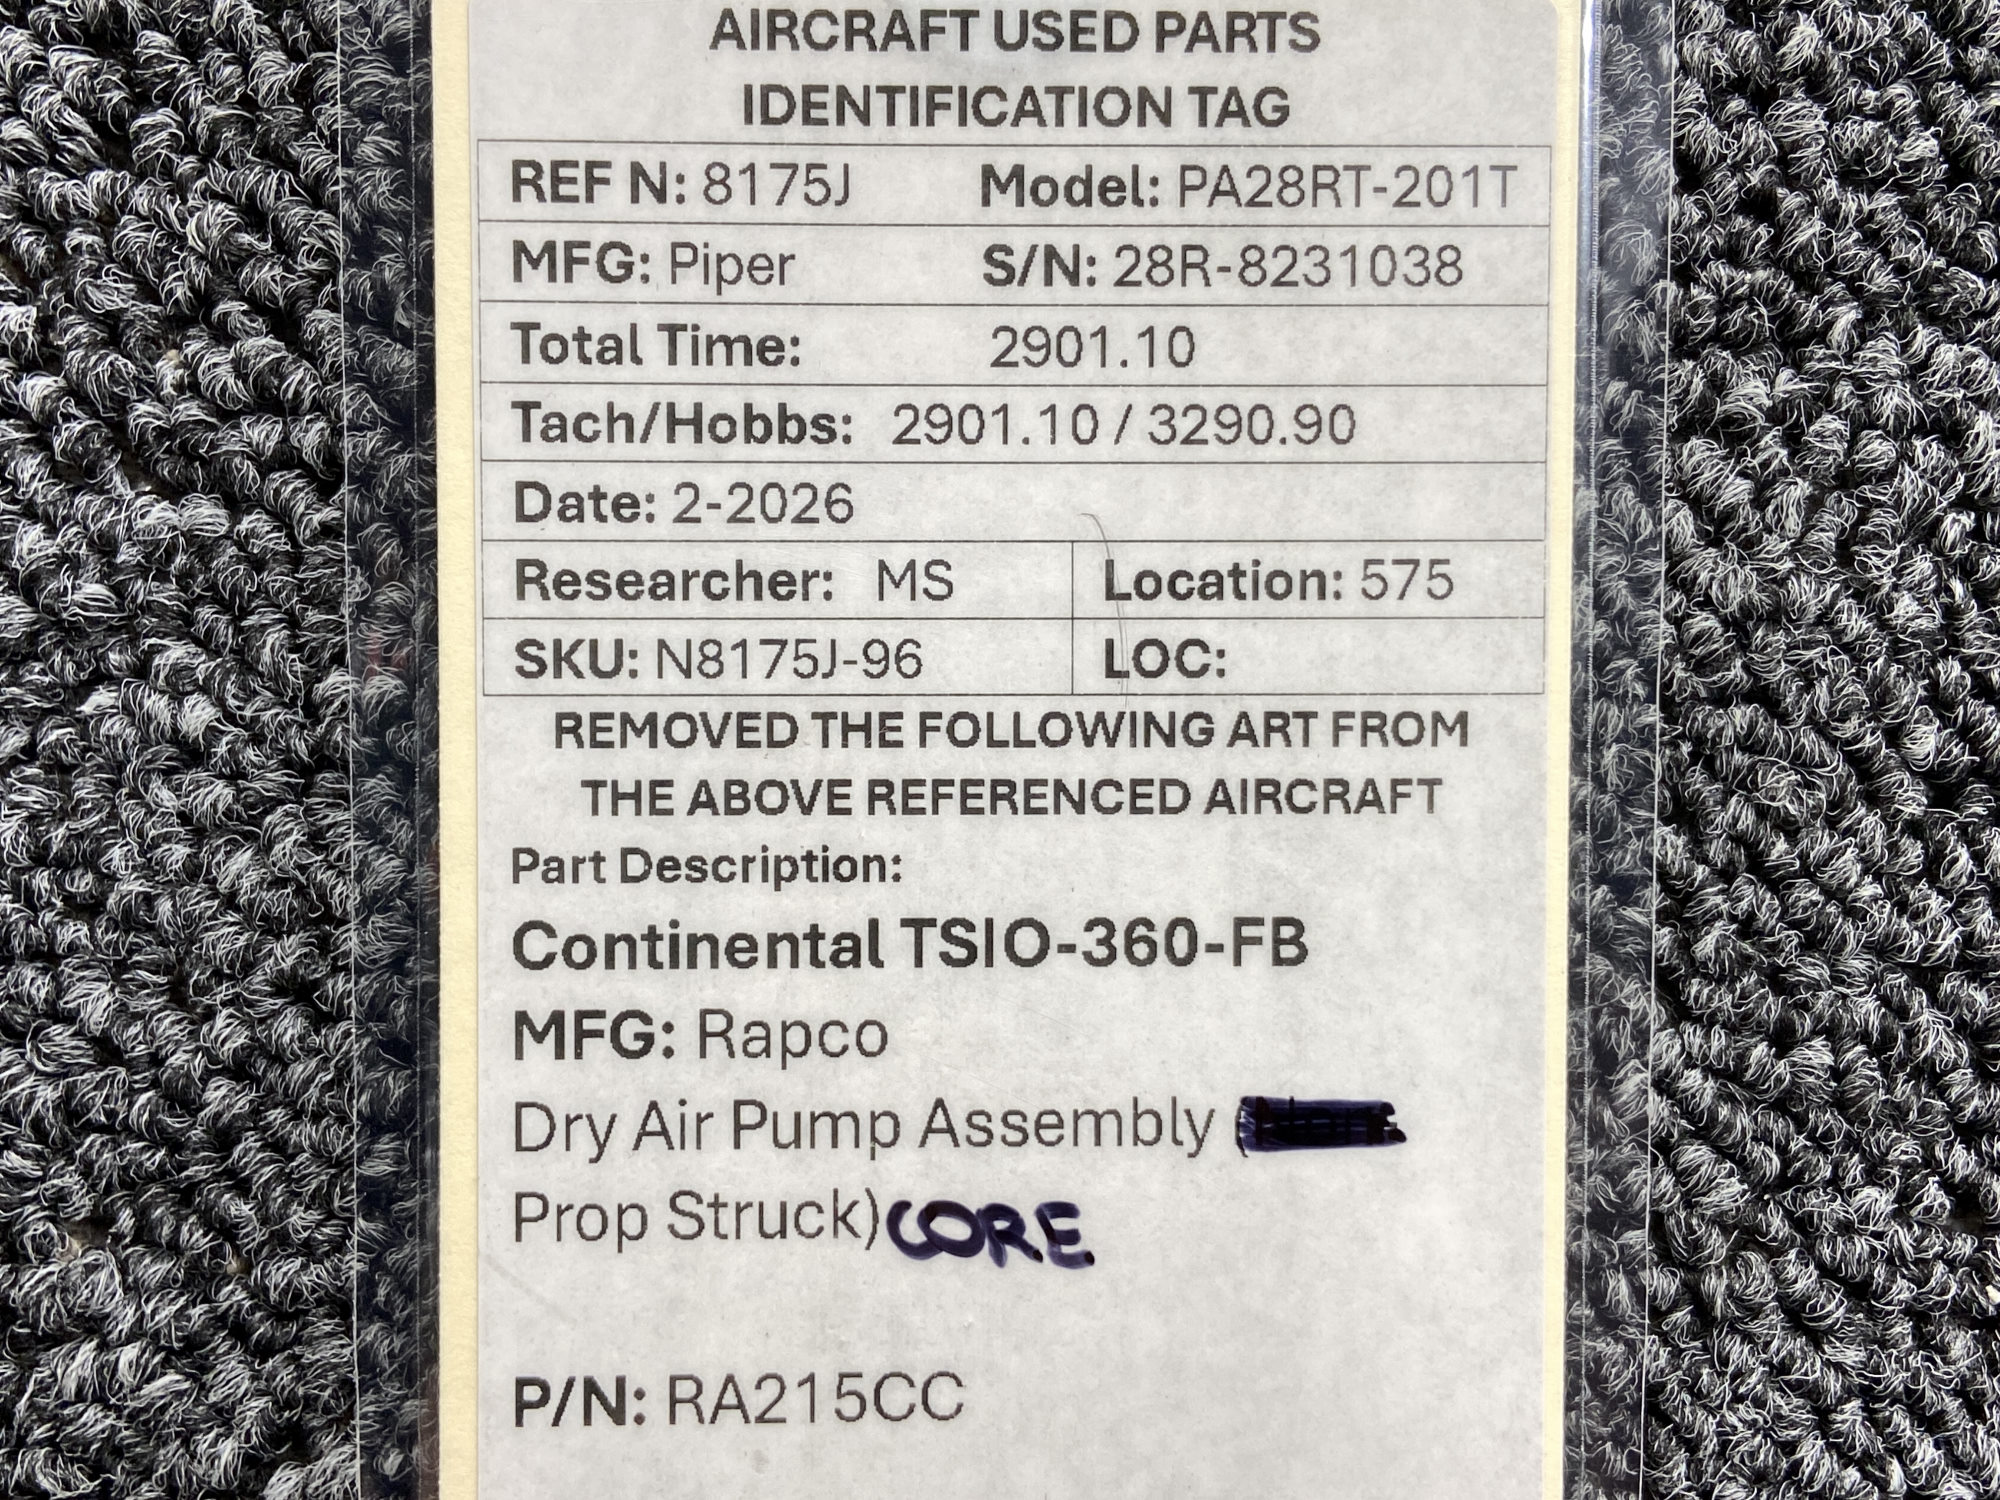 AIRCRAFT USED PARTS
IDENTIFICATION TAG
REF N: 8175J Model: PA28RT-201T
MFG: Piper S/N: 28R-8231038
Total Time: 2901.10
Tach/Hobbs: 2901.10 / 3290.90
Date: 2-2026
Researcher: MS Location: 575
SKU: N8175J-96 LOC:
REMOVED THE FOLLOWING ART FROM
THE ABOVE REFERENCED AIRCRAFT
Part Description:
Continental TSIO-360-FB
MFG: Rapco
Dry Air Pump Assembly (
Prop Struck) CORE
P/N: RA215CC